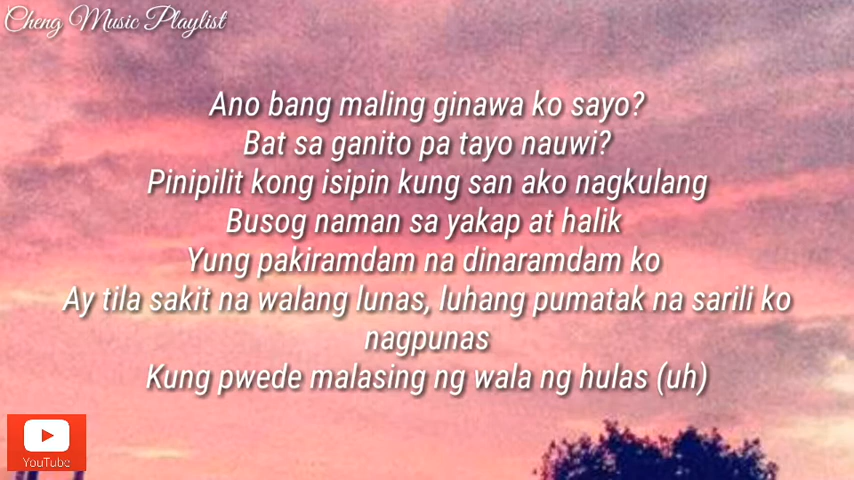 Cheng Music Playlist
Ano bang maling ginawa ko sayo?
Bat sa ganito pa tayo nauwi?
Pinipilit kong isipin kung san ako nagkulang
Busog naman sa yakap at halik
Yung pakiramdam na dinaramdam ko
Ay tila sakit na walang lunas, luhang pumatak na sarili ko
nagpunas
Kung pwede malasing ng wala ng hulas (uh)
YouTube